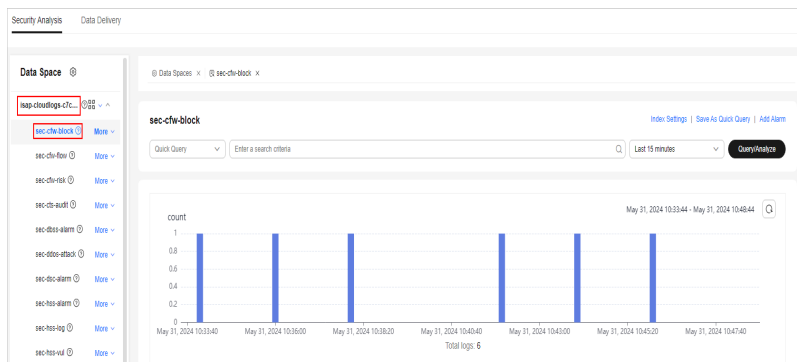 Security Analysis Data Delivery
Data Space
Data Spaces × sec-cfw-block ×
isap-cloudlogs-c7c...
sec-cfw-block More
sec-cfw-flow More
sec-cfw-risk More
sec-cts-audit More
sec-dbss-alarm More
sec-ddos-attack More
sec-dsc-alarm More
sec-hss-alarm More
sec-hss-log More
sec-hss-vul More
sec-cfw-block
Index Settings | Save As Quick Query | Add Alarm
Quick Query Enter a search criteria Last 15 minutes Query/Analyze
May 31, 2024 10:33:44 - May 31, 2024 10:48:44
count
1
0.8
0.6
0.4
0.2
0
May 31, 2024 10:33:40 May 31, 2024 10:36:00 May 31, 2024 10:38:20 May 31, 2024 10:40:40 May 31, 2024 10:43:00 May 31, 2024 10:45:20 May 31, 2024 10:47:40
Total logs: 6